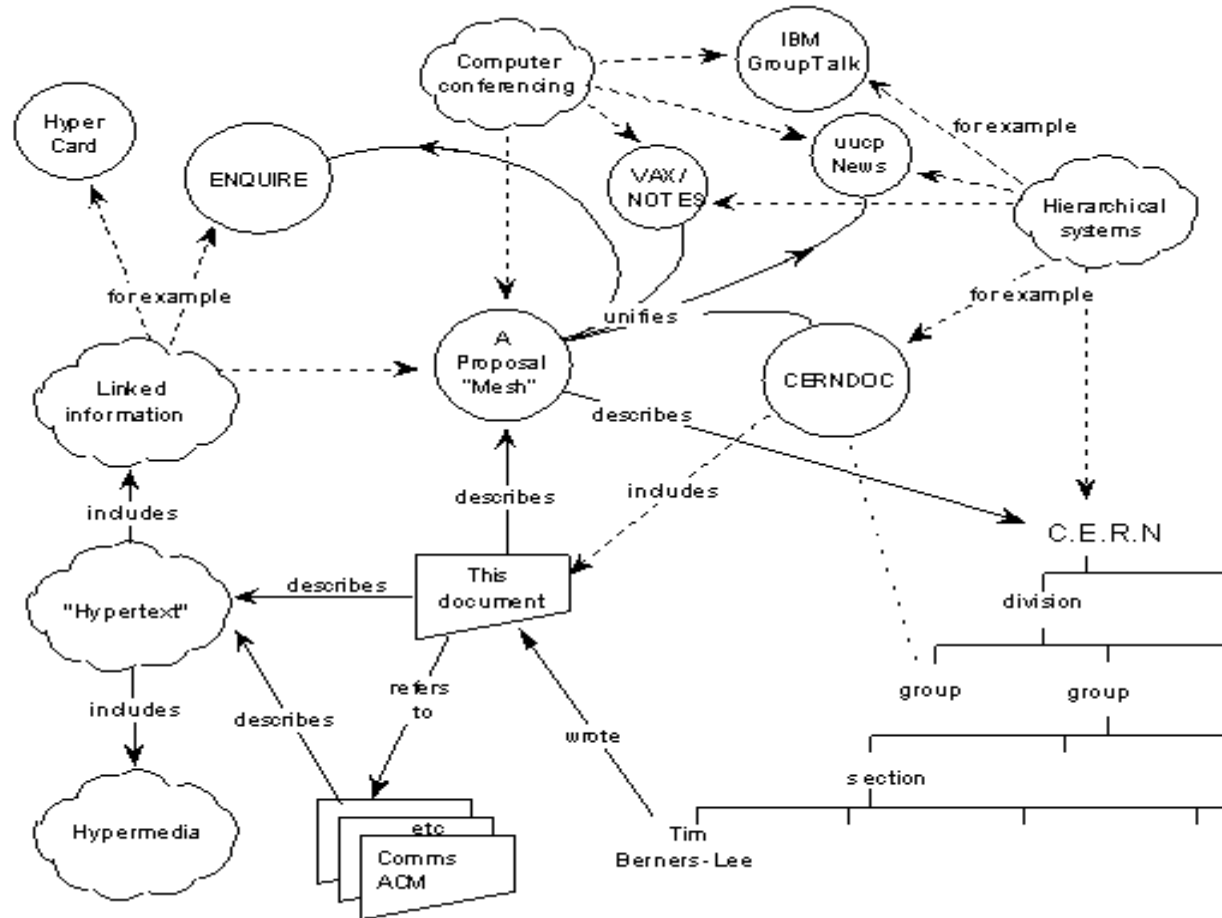 IBM
GroupTalk
Computer
conferencing
Hyper
Card
for example
uucp
News
ENQUIRE
VAX/
NOTES
Hierarchical
systems
for example
for example
unifies
A
Proposal
"Mesh"
Linked
information
CERNDOC
describes
describes
includes
includes
C.E.R.N
This
document
describes
division
"Hypertext"
refers
to
group
group
includes
describes
wrote
section
Hypermedia
etc
Tim
Berners-Lee
Comms
ACM